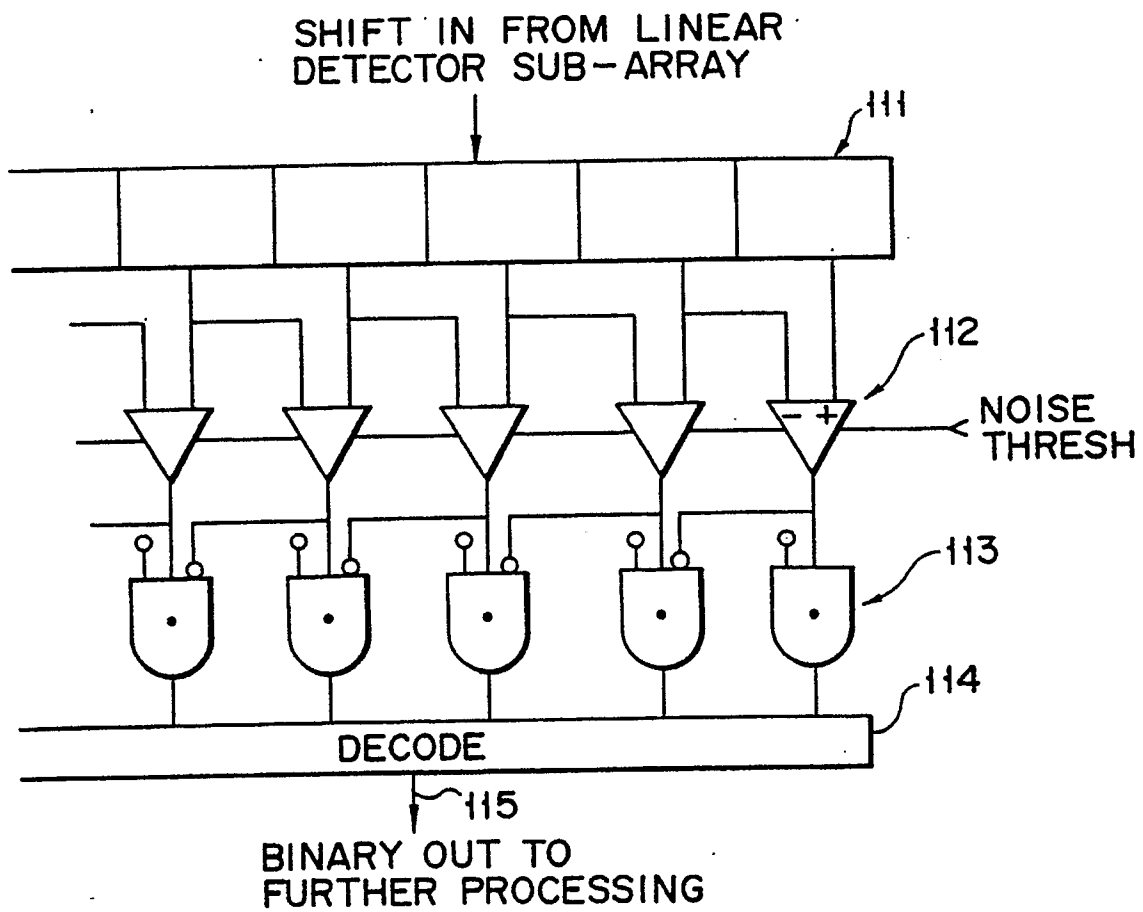 SHIFT IN FROM LINEAR
DETECTOR SUB-ARRAY
111
112
- +
NOISE
THRESH
113
114
DECODE
115
BINARY OUT TO
FURTHER PROCESSING